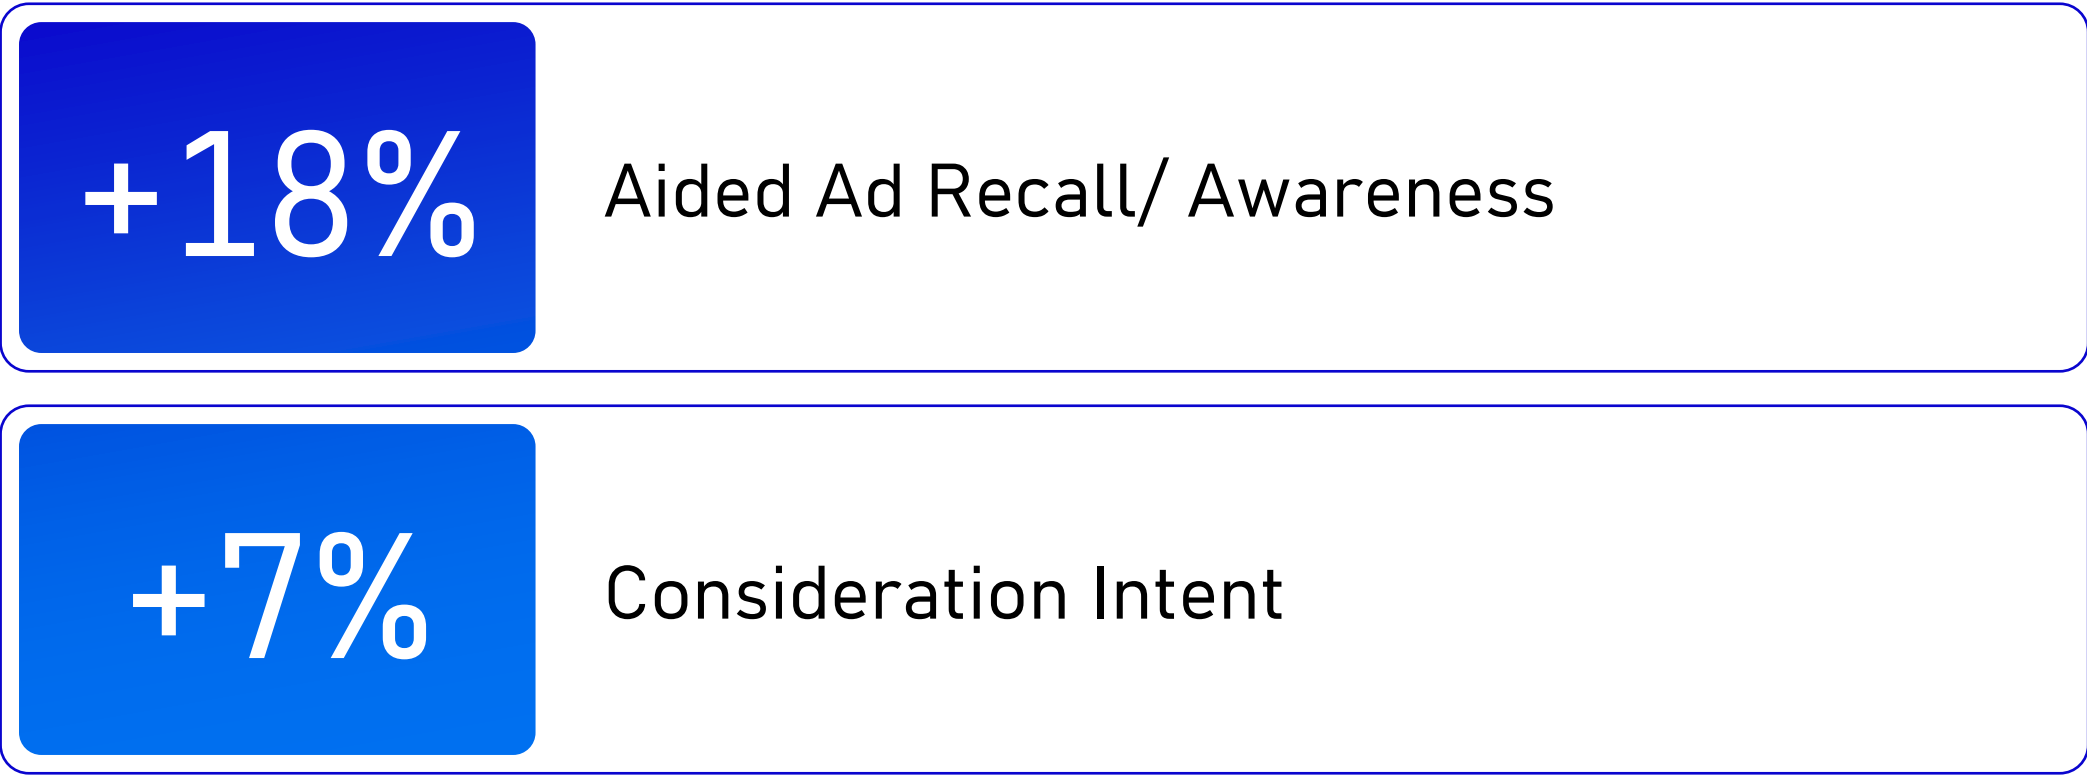 +18%
Aided Ad Recall/ Awareness
+7%
Consideration Intent